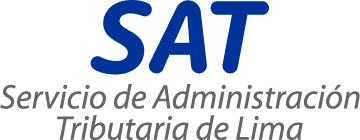 SAT
Servicio de Administración
Tributaria de Lima